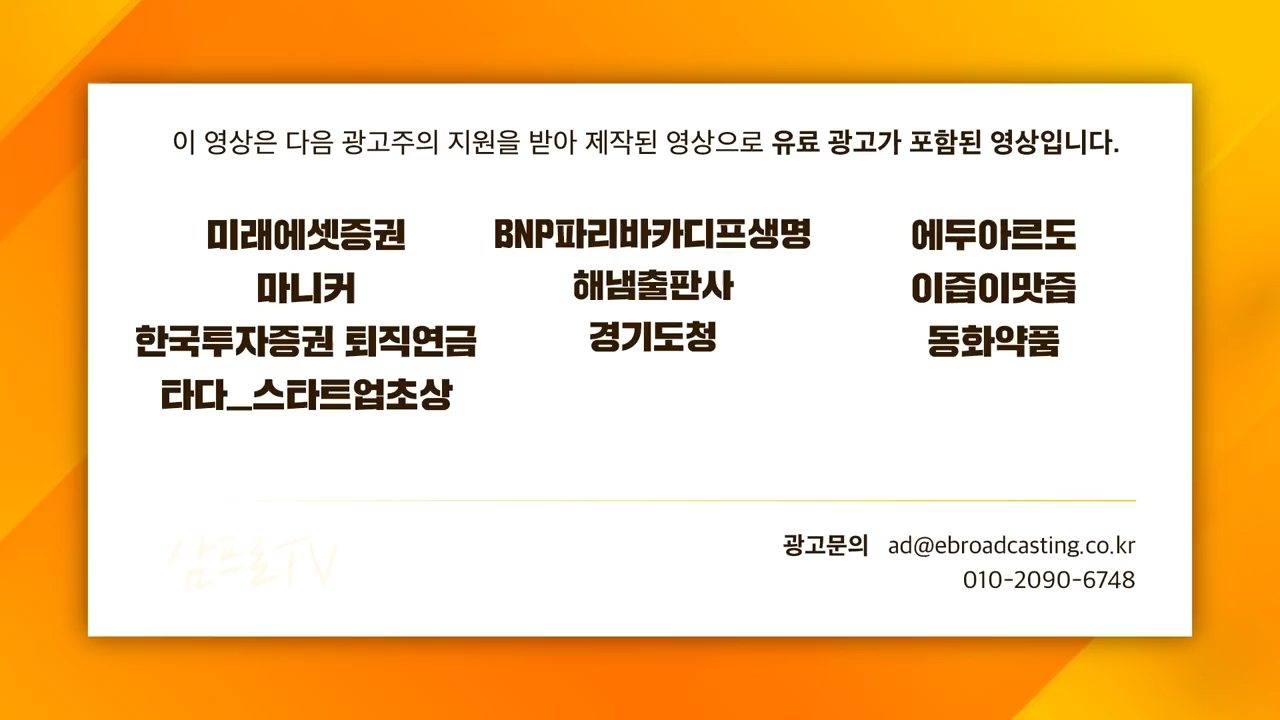 이 영상은 다음 광고주의 지원을 받아 제작된 영상으로 유료 광고가 포함된 영상입니다.
미래에셋증권
마니커
한국투자증권 퇴직연금
타다_스타트업초상
BNP파리바카디프생명
해냄출판사
경기도청
에두아르도
이즙이맛즙
동화약품
삼프로TV
광고문의 ad@ebroadcasting.co.kr
010-2090-6748